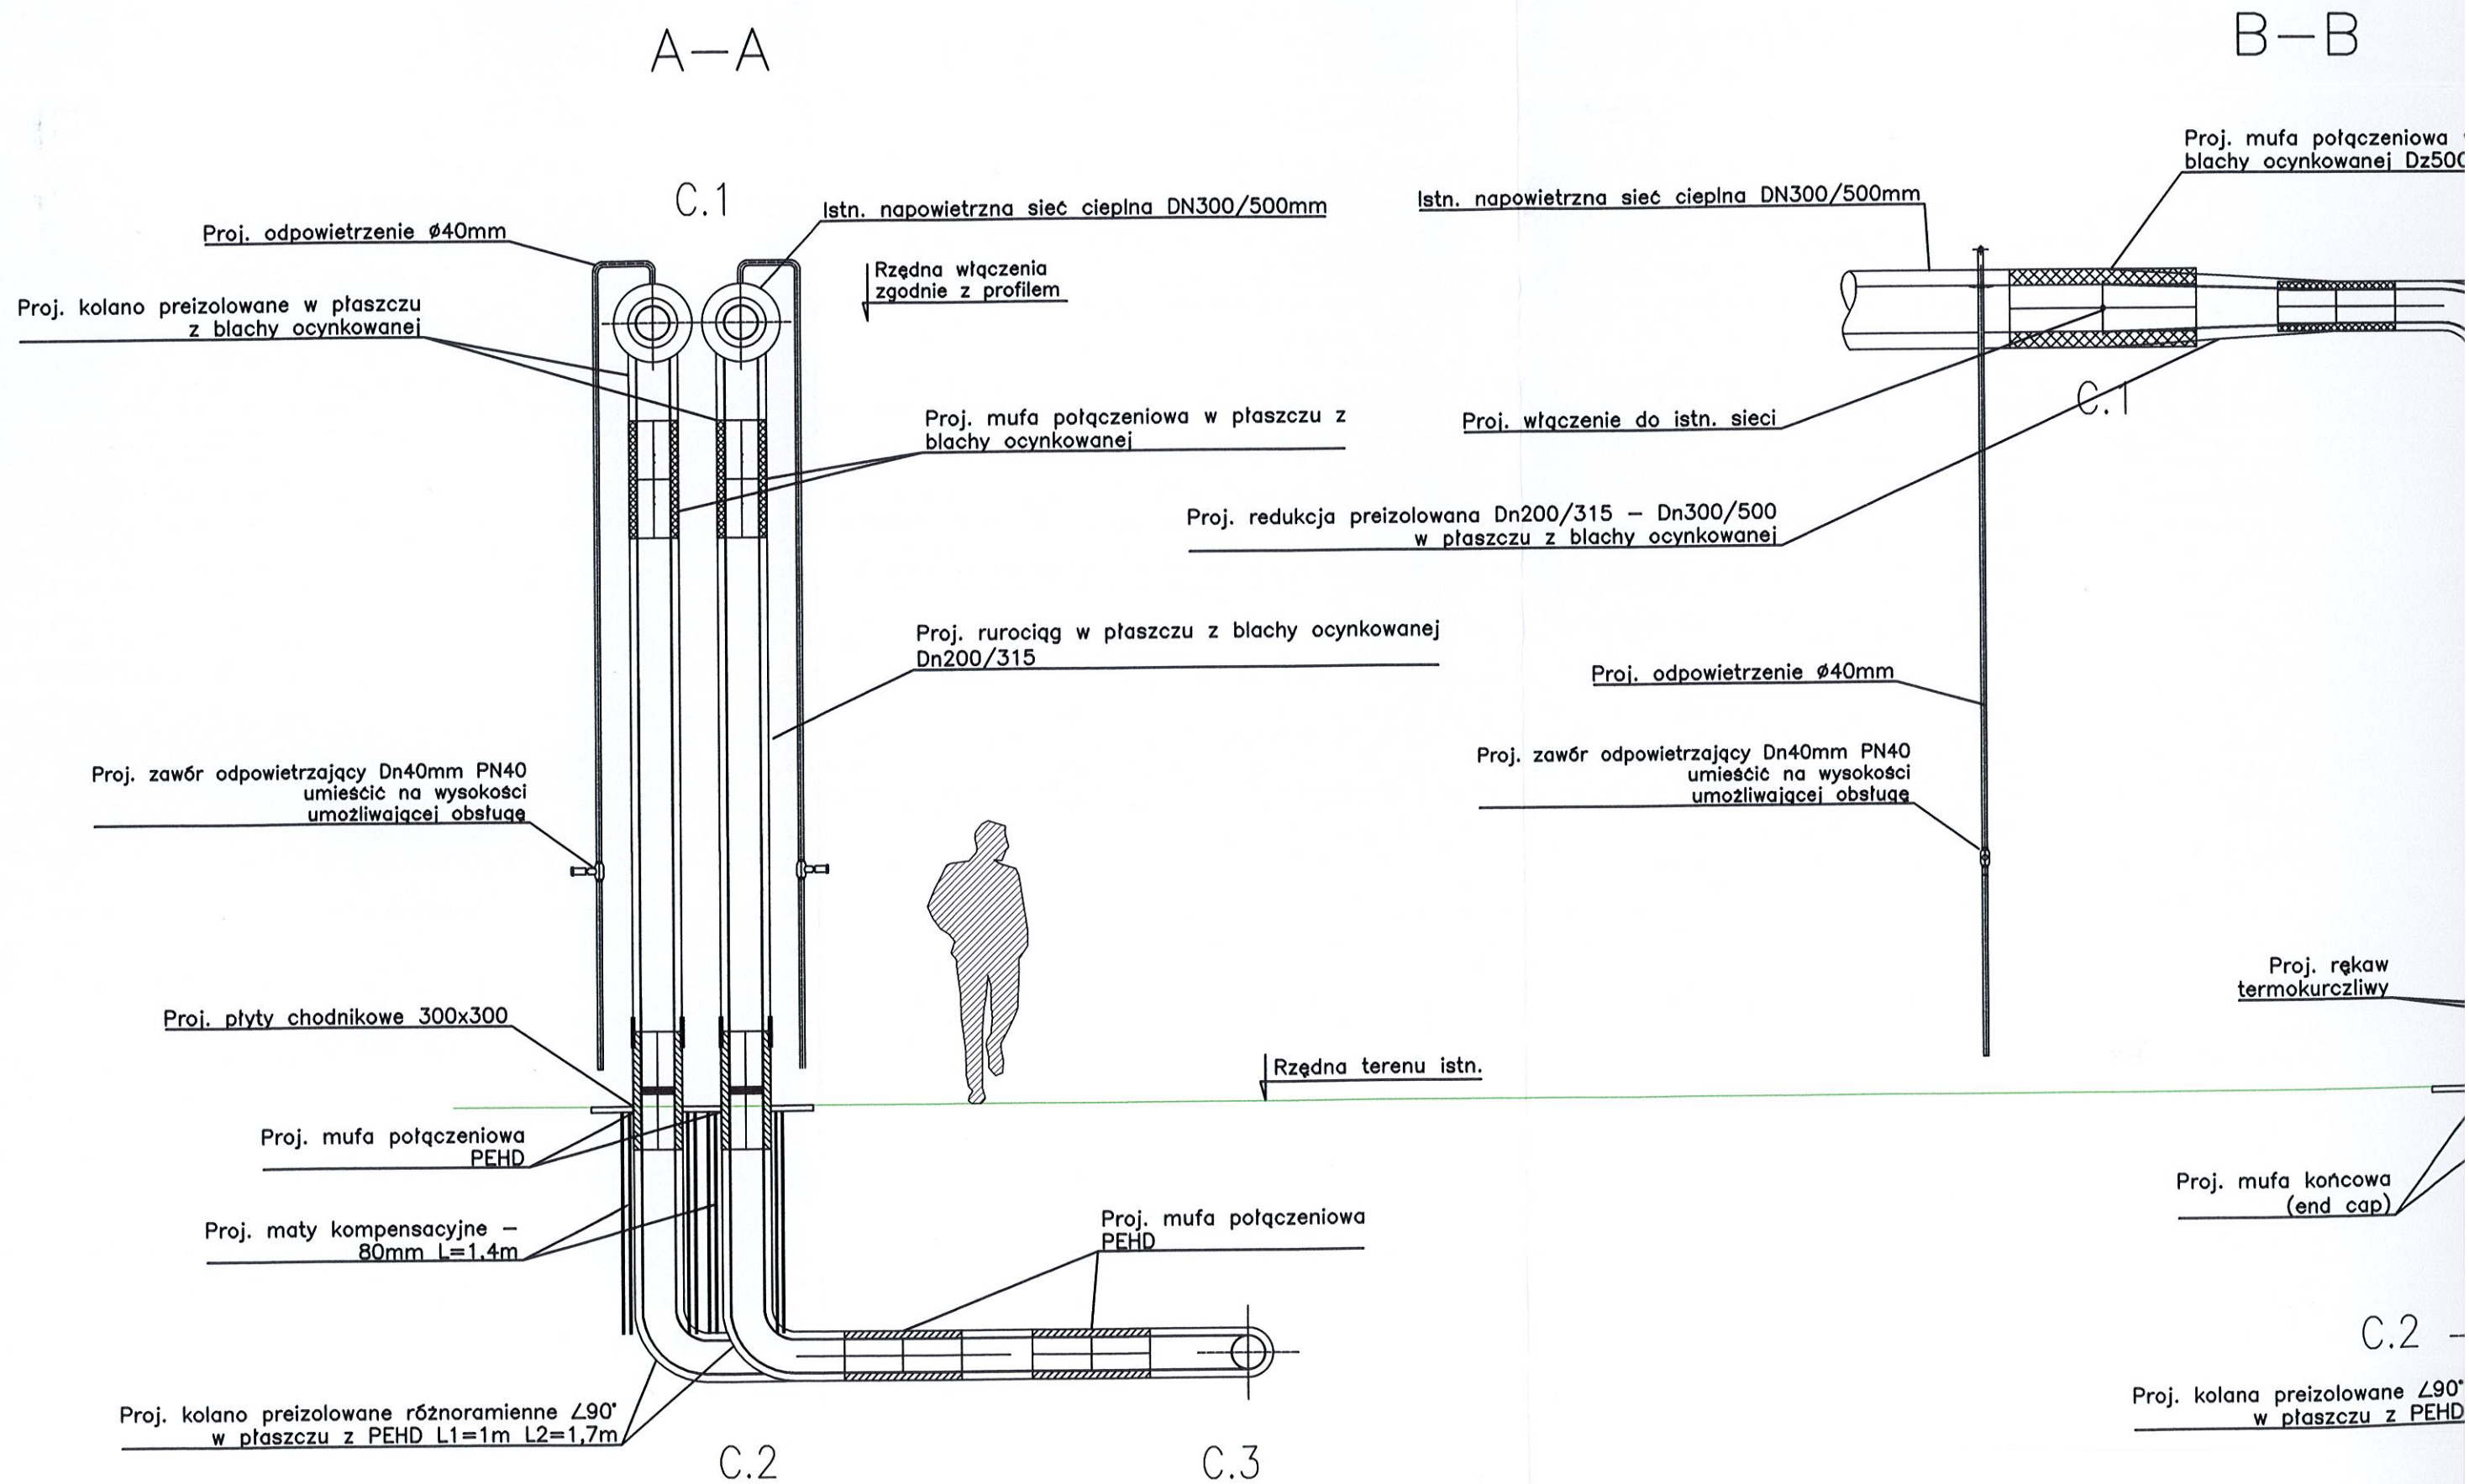 A—A
B—B
C.1
Proj. odpowietrzenie ø40mm
Istn. napowietrzna sieć cieplna DN300/500mm
Rzędna włączenia
zgodnie z profilem
Proj. kolano preizolowane w płaszczu
z blachy ocynkowanej
Proj. mufa połączeniowa w płaszczu z
blachy ocynkowanej
Proj. rurociąg w płaszczu z blachy ocynkowanej
Dn200/315
Proj. zawór odpowietrzający Dn40mm PN40
umieścić na wysokości
umożliwiającej obsługę
Proj. płyty chodnikowe 300x300
Rzędna terenu istn.
Proj. mufa połączeniowa
PEHD
Proj. maty kompensacyjne –
80mm L=1,4m
Proj. mufa połączeniowa
PEHD
Proj. kolano preizolowane różnoramienne ∠90°
w płaszczu z PEHD L1=1m L2=1,7m
C.2
C.3
Proj. mufa połączeniowa
blachy ocynkowanej Dz500
Istn. napowietrzna sieć cieplna DN300/500mm
C.1
Proj. włączenie do istn. sieci
Proj. redukcja preizolowana Dn200/315 – Dn300/500
w płaszczu z blachy ocynkowanej
Proj. odpowietrzenie ø40mm
Proj. zawór odpowietrzający Dn40mm PN40
umieścić na wysokości
umożliwiającej obsługę
Proj. rękaw
termokurczliwy
Proj. mufa końcowa
(end cap)
C.2 –
Proj. kolana preizolowane ∠90°
w płaszczu z PEHD